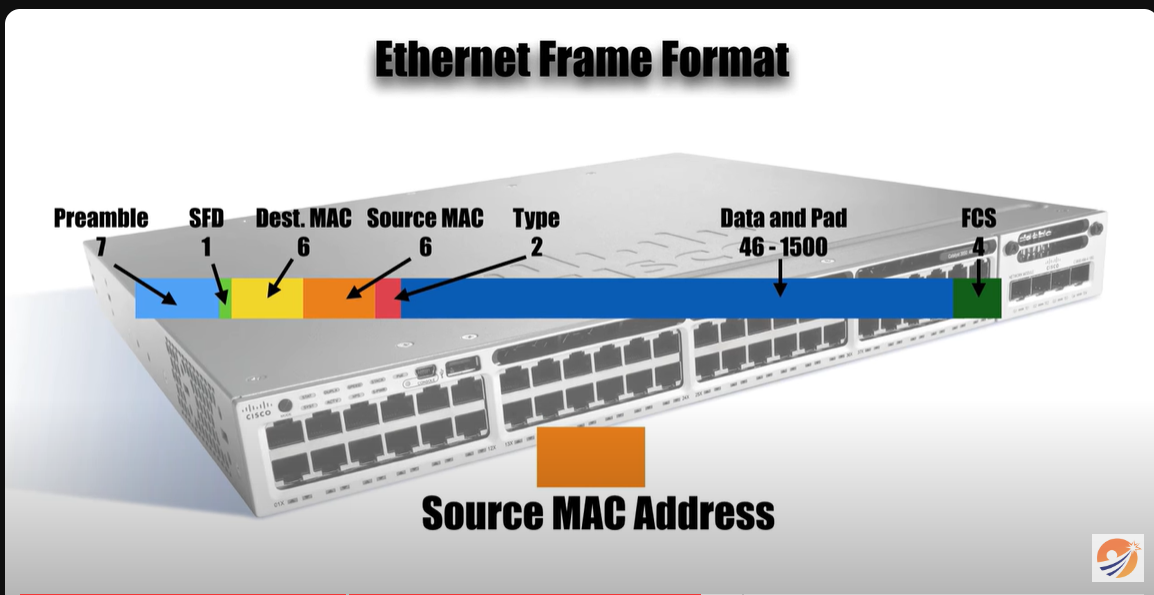 Ethernet Frame Format
Preamble SFD Dest. MAC Source MAC Type Data and Pad FCS
7 1 6 6 2 46 - 1500 4
CISCO
Source MAC Address